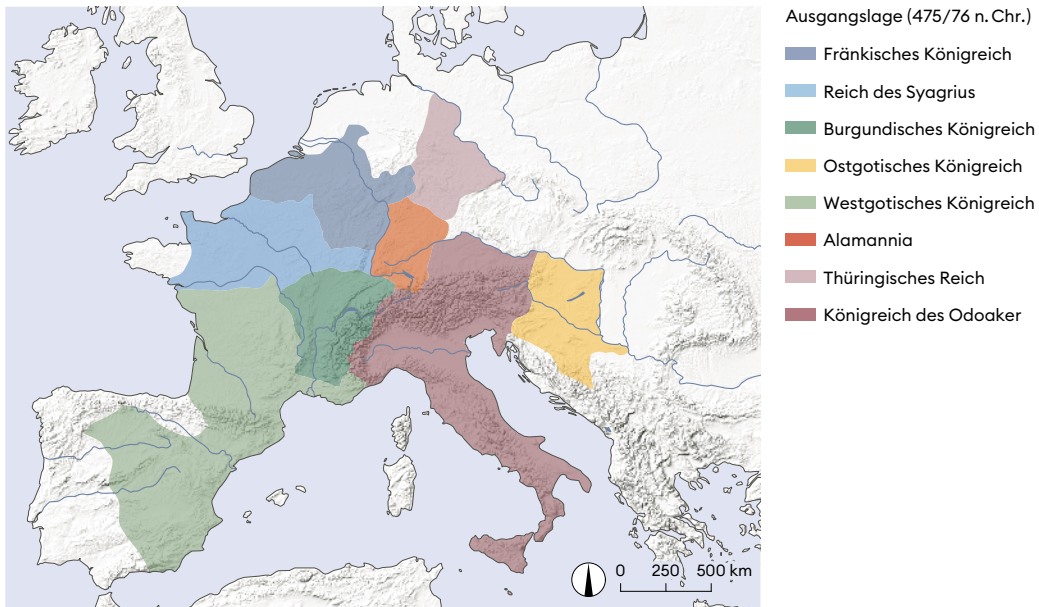 Ausgangslage (475/76 n. Chr.)
Fränkisches Königreich
Reich des Syagrius
Burgundisches Königreich
Ostgotisches Königreich
Westgotisches Königreich
Alamannia
Thüringisches Reich
Königreich des Odoaker
0 250 500 km